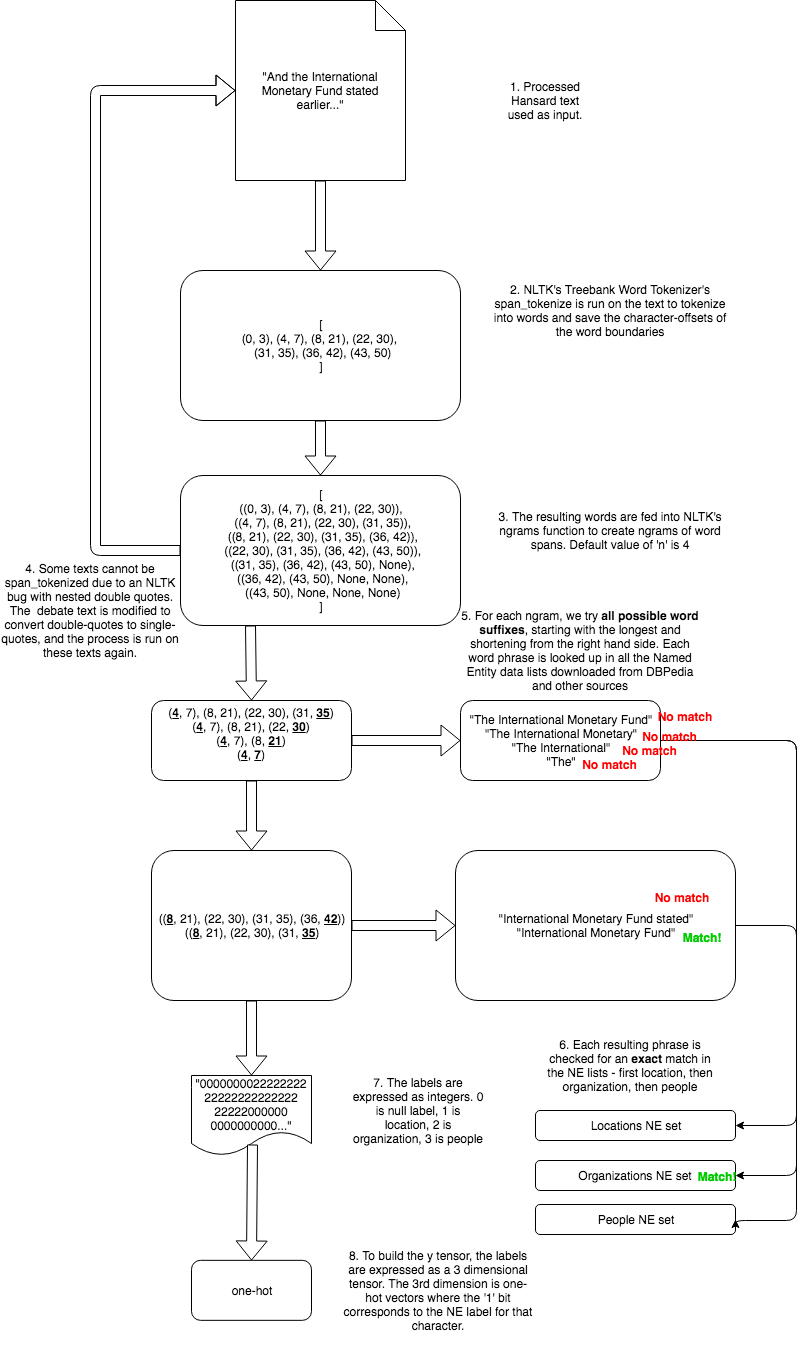 "And the International
Monetary Fund stated
earlier..."
1. Processed
Hansard text
used as input.
2. NLTK's Treebank Word Tokenizer's
span_tokenize is run on the text to tokenize
into words and save the character-offsets of
the word boundaries
[
(0, 3), (4, 7), (8, 21), (22, 30),
(31, 35), (36, 42), (43, 50)
]
[
((0, 3), (4, 7), (8, 21), (22, 30)),
((4, 7), (8, 21), (22, 30), (31, 35)),
((8, 21), (22, 30), (31, 35), (36, 42)),
((22, 30), (31, 35), (36, 42), (43, 50)),
((31, 35), (36, 42), (43, 50), None),
((36, 42), (43, 50), None, None),
((43, 50), None, None, None)
]
3. The resulting words are fed into NLTK's
ngrams function to create ngrams of word
spans. Default value of 'n' is 4
4. Some texts cannot be
span_tokenized due to an NLTK
bug with nested double quotes.
The debate text is modified to
convert double-quotes to single-
quotes, and the process is run on
these texts again.
5. For each ngram, we try all possible word
suffixes, starting with the longest and
shortening from the right hand side. Each
word phrase is looked up in all the Named
Entity data lists downloaded from DBPedia
and other sources
(4, 7), (8, 21), (22, 30), (31, 35)
(4, 7), (8, 21), (22, 30)
(4, 7), (8, 21)
(4, 7)
"The International Monetary Fund" No match
"The International Monetary" No match
"The International" No match
"The" No match
((8, 21), (22, 30), (31, 35), (36, 42))
((8, 21), (22, 30), (31, 35)
No match
"International Monetary Fund stated"
"International Monetary Fund" Match!
6. Each resulting phrase is
checked for an exact match in
the NE lists - first location, then
organization, then people
Locations NE set
Organizations NE set Match!
People NE set
"0000000022222222
22222222222222
22222000000
0000000000..."
7. The labels are
expressed as integers. 0
is null label, 1 is
location, 2 is
organization, 3 is people
one-hot
8. To build the y tensor, the labels
are expressed as a 3 dimensional
tensor. The 3rd dimension is one-
hot vectors where the '1' bit
corresponds to the NE label for that
character.